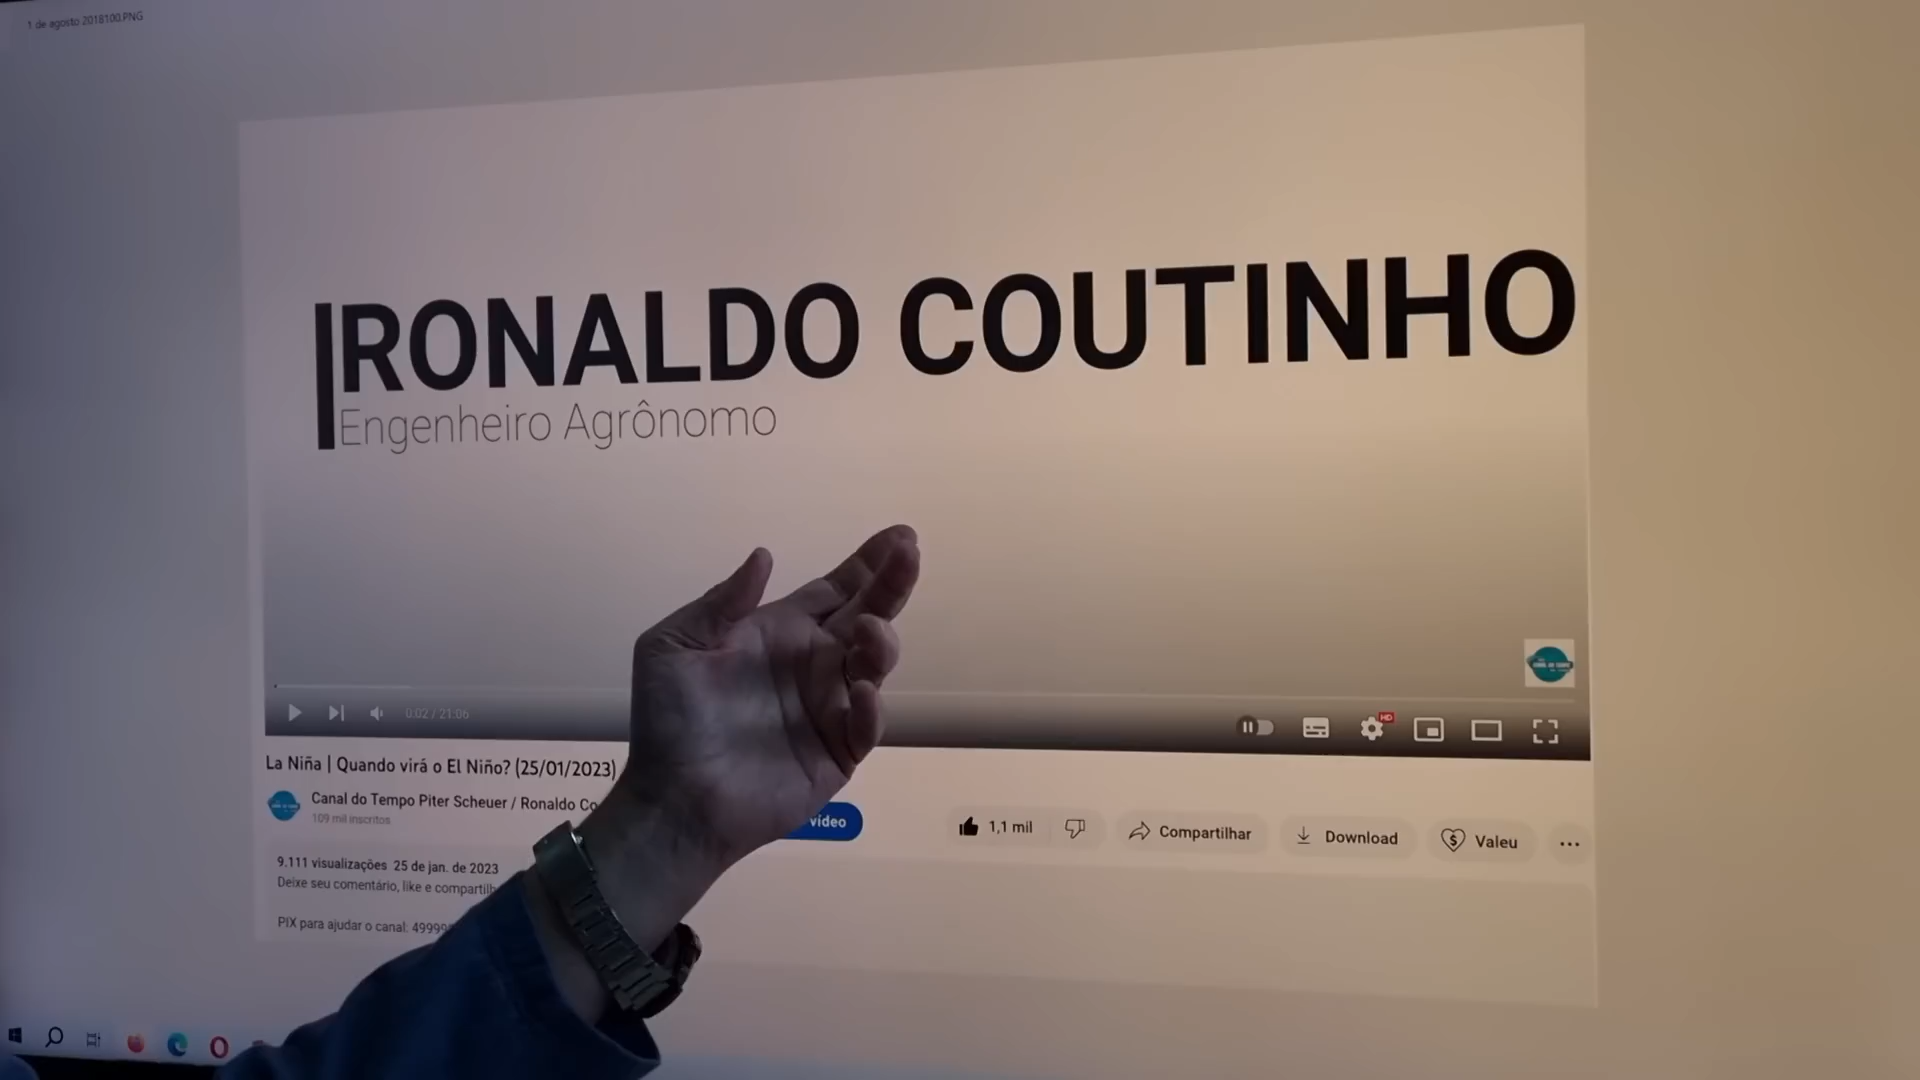 1 de agosto 2018100.PNG
RONALDO COUTINHO
Engenheiro Agrônomo
0:02 / 21:06
HD
La Niña | Quando virá o El Niño? (25/01/2023)
Canal do Tempo Piter Scheuer / Ronaldo Co
109 mil inscritos
vídeo
1,1 mil
Compartilhar
Download
Valeu
9.111 visualizações 25 de jan. de 2023
Deixe seu comentário, like e compartilh
PIX para ajudar o canal: 49999